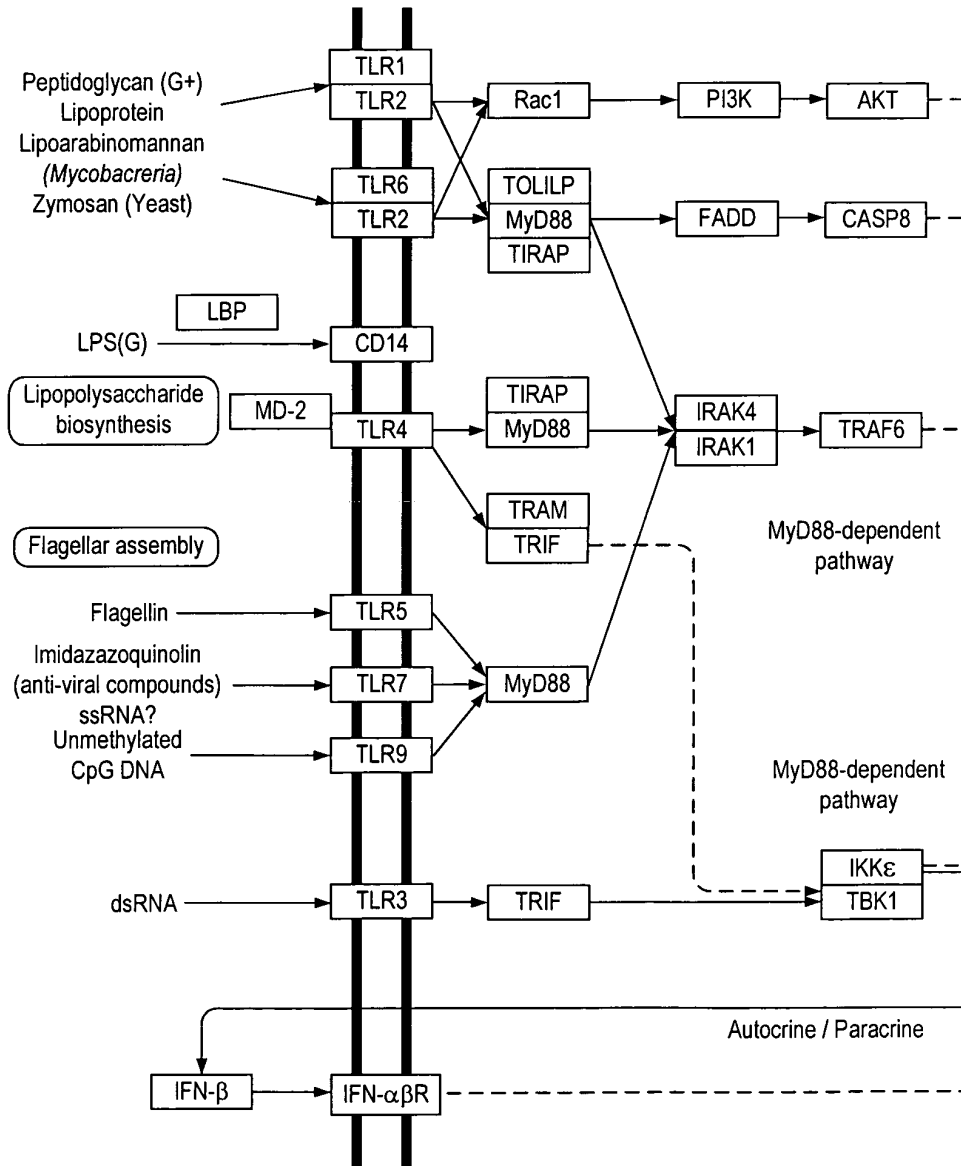 TLR1
Peptidoglycan (G+)
Lipoprotein
Lipoarabinomannan
(Mycobacreria)
Zymosan (Yeast)
TLR2
Rac1
PI3K
AKT
TLR6
TLR2
TOLILP
MyD88
TIRAP
FADD
CASP8
LBP
LPS(G)
CD14
Lipopolysaccharide
biosynthesis
MD-2
TLR4
TIRAP
MyD88
IRAK4
IRAK1
TRAF6
TRAM
TRIF
MyD88-dependent
pathway
Flagellar assembly
Flagellin
TLR5
Imidazazoquinolin
(anti-viral compounds)
ssRNA?
TLR7
MyD88
Unmethylated
CpG DNA
TLR9
MyD88-dependent
pathway
IKKε
TBK1
dsRNA
TLR3
TRIF
Autocrine / Paracrine
IFN-β
IFN-αβR